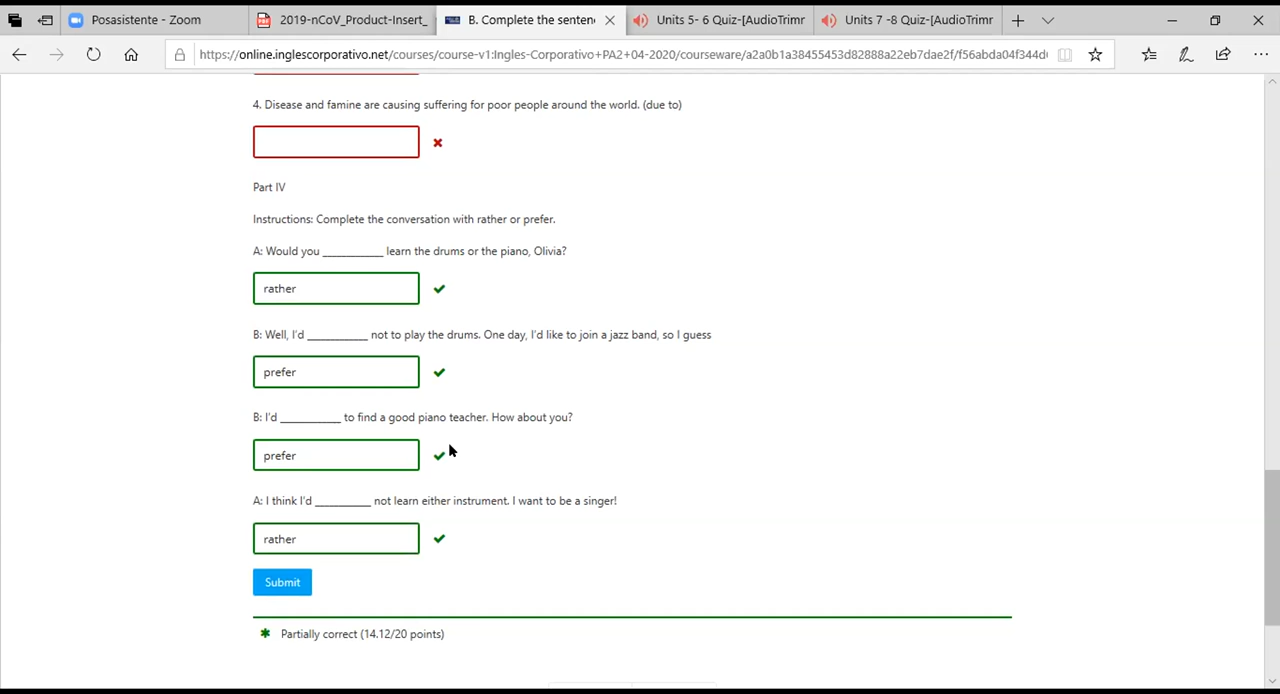 Posasistente - Zoom
2019-nCoV_Product-Insert_
B. Complete the senten
Units 5- 6 Quiz-[AudioTrimr
Units 7 -8 Quiz-[AudioTrimr
https://online.inglescorporativo.net/courses/course-v1:Ingles-Corporativo+PA2+04-2020/courseware/a2a0b1a38455453d82888a22eb7dae2f/f56abda04f344d
4. Disease and famine are causing suffering for poor people around the world. (due to)
Part IV
Instructions: Complete the conversation with rather or prefer.
A: Would you ____________ learn the drums or the piano, Olivia?
rather
B: Well, I'd ____________ not to play the drums. One day, I'd like to join a jazz band, so I guess
prefer
B: I'd ____________ to find a good piano teacher. How about you?
prefer
A: I think I'd ___________ not learn either instrument. I want to be a singer!
rather
Submit
Partially correct (14.12/20 points)